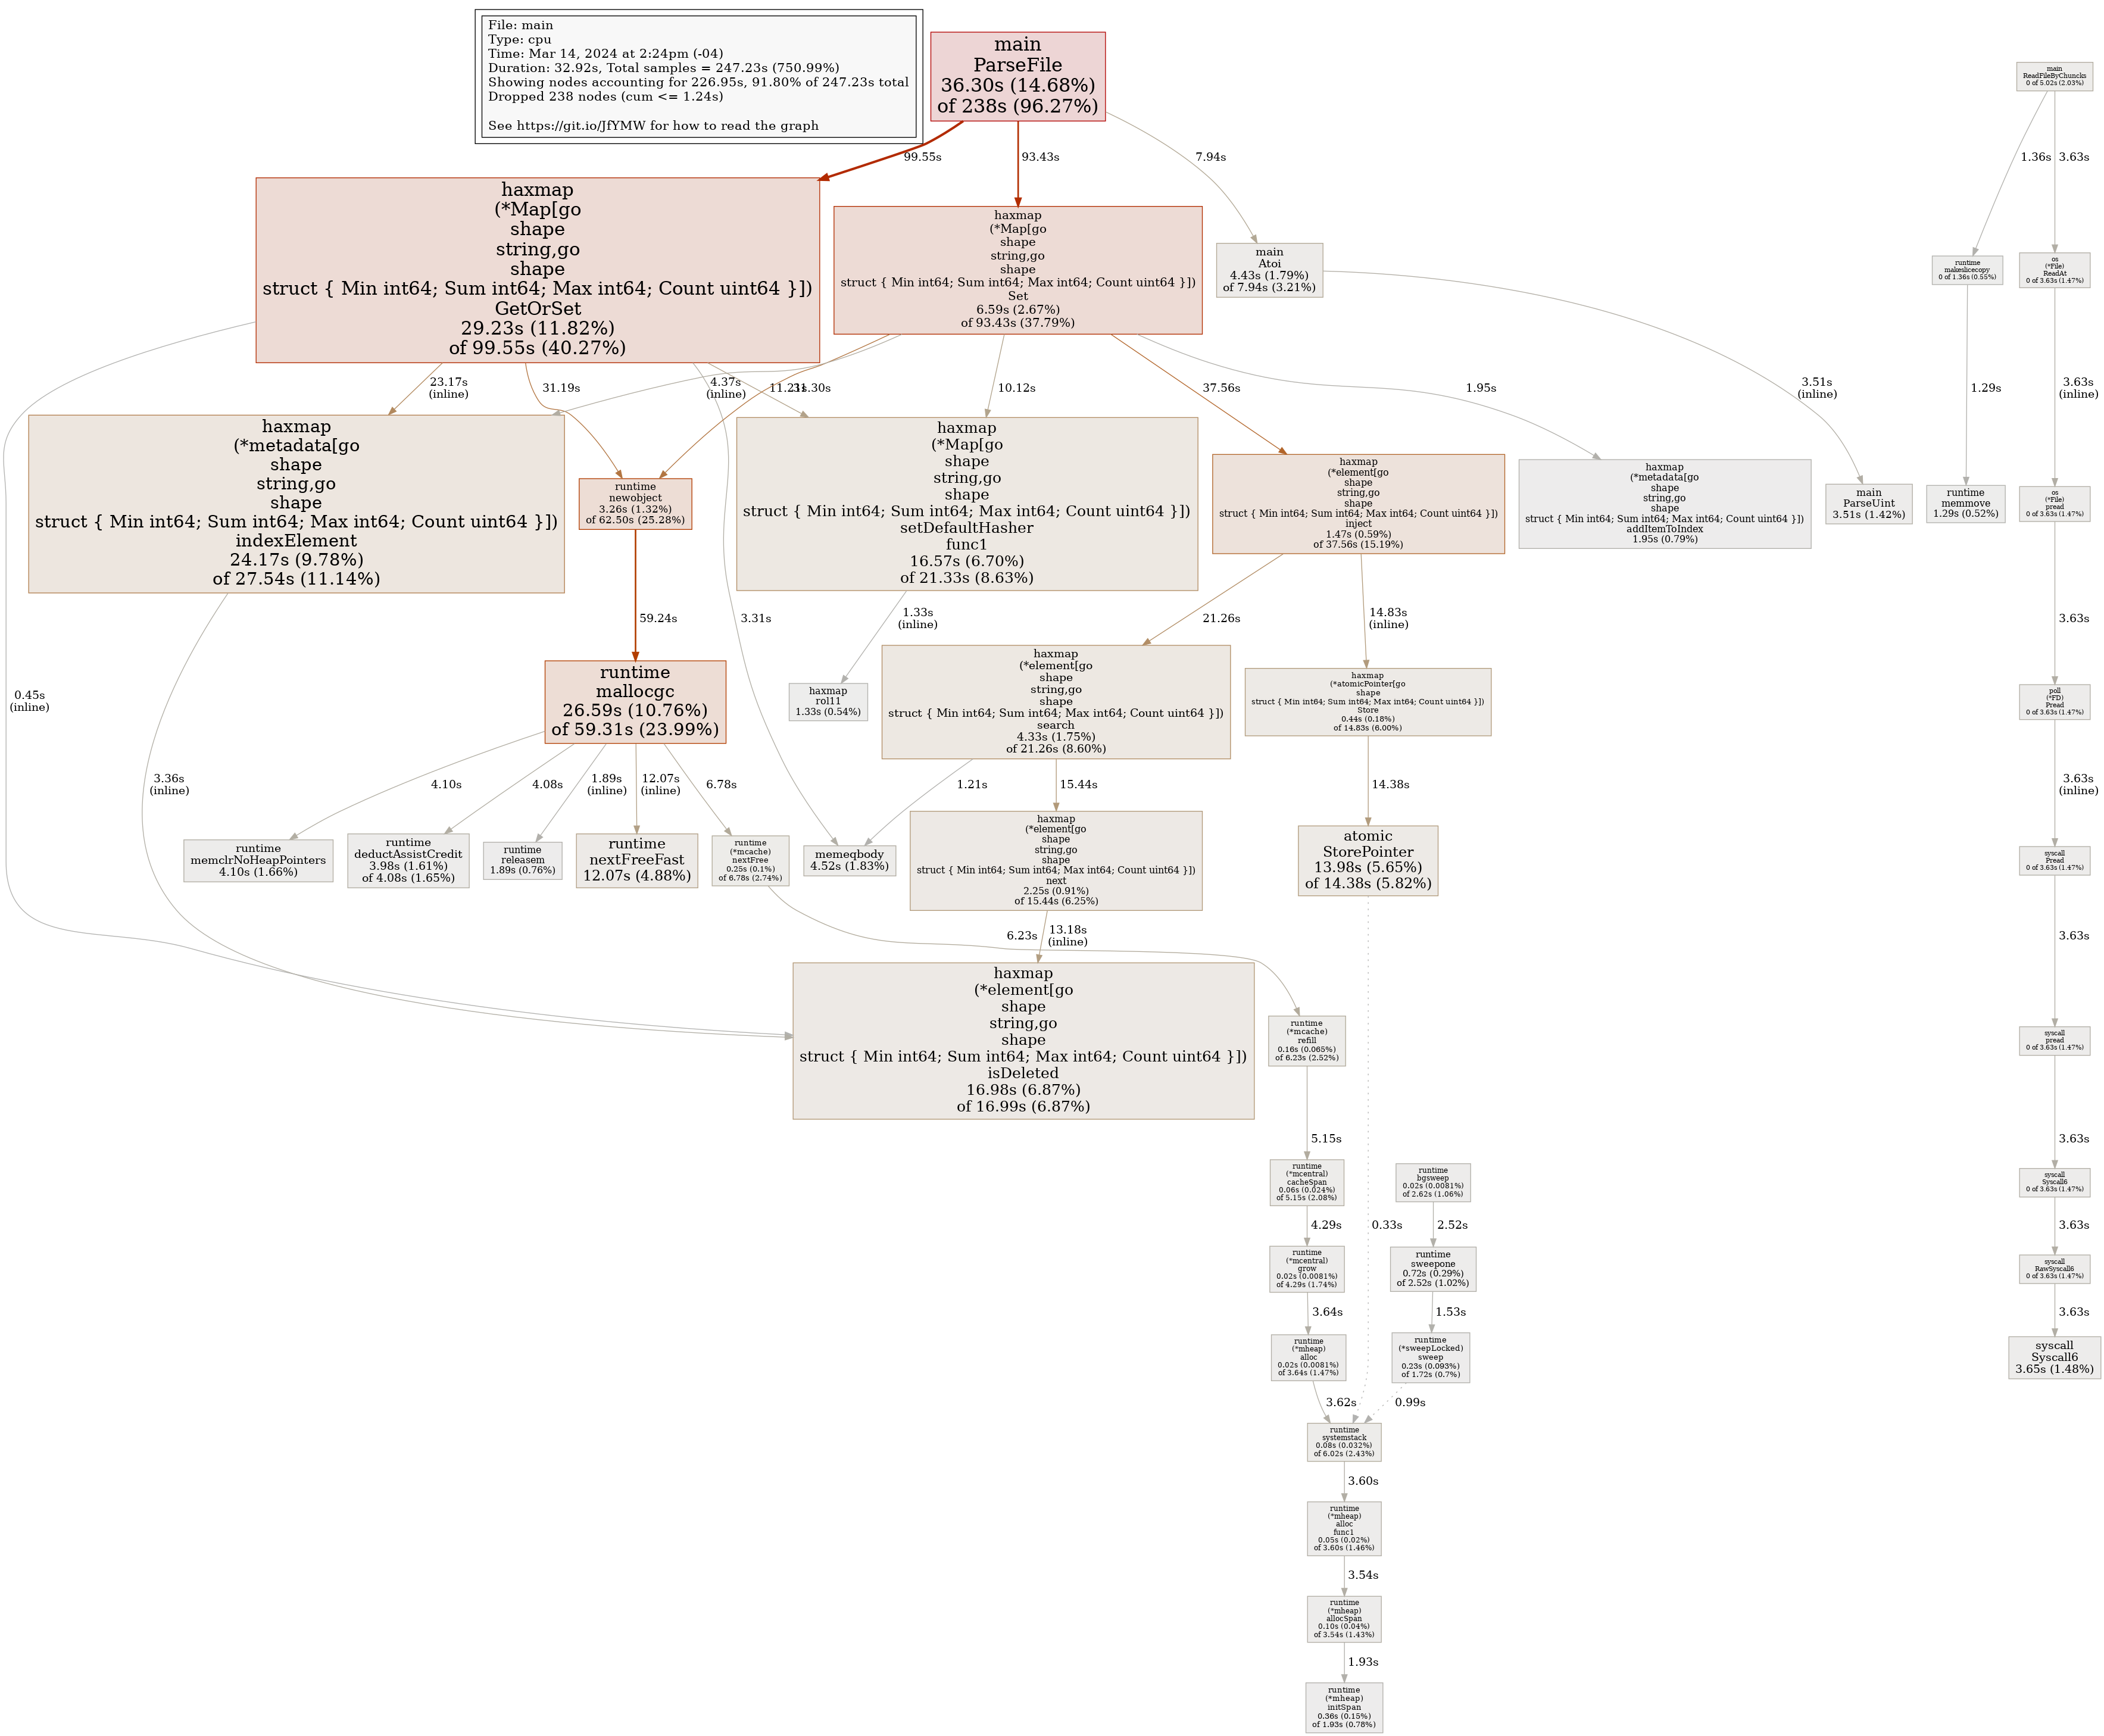 File: main
Type: cpu
Time: Mar 14, 2024 at 2:24pm (-04)
Duration: 32.92s, Total samples = 247.23s (750.99%)
Showing nodes accounting for 226.95s, 91.80% of 247.23s total
Dropped 238 nodes (cum <= 1.24s)
See https://git.io/JfYMW for how to read the graph
main
ParseFile
36.30s (14.68%)
of 238s (96.27%)
main
ReadFileByChuncks
0 of 5.02s (2.03%)
99.55s
93.43s
7.94s
1.36s
3.63s
haxmap
(*Map[go
shape
string,go
shape
struct { Min int64; Sum int64; Max int64; Count uint64 }])
GetOrSet
29.23s (11.82%)
of 99.55s (40.27%)
haxmap
(*Map[go
shape
string,go
shape
struct { Min int64; Sum int64; Max int64; Count uint64 }])
Set
6.59s (2.67%)
of 93.43s (37.79%)
main
Atoi
4.43s (1.79%)
of 7.94s (3.21%)
runtime
makeslicecopy
0 of 1.36s (0.55%)
os
(*File)
ReadAt
0 of 3.63s (1.47%)
23.17s
(inline)
31.19s
4.37s
(inline)
11.21s
31.30s
10.12s
37.56s
1.95s
3.51s
(inline)
1.29s
3.63s
(inline)
haxmap
(*metadata[go
shape
string,go
shape
struct { Min int64; Sum int64; Max int64; Count uint64 }])
indexElement
24.17s (9.78%)
of 27.54s (11.14%)
runtime
newobject
3.26s (1.32%)
of 62.50s (25.28%)
haxmap
(*Map[go
shape
string,go
shape
struct { Min int64; Sum int64; Max int64; Count uint64 }])
setDefaultHasher
func1
16.57s (6.70%)
of 21.33s (8.63%)
haxmap
(*element[go
shape
string,go
shape
struct { Min int64; Sum int64; Max int64; Count uint64 }])
inject
1.47s (0.59%)
of 37.56s (15.19%)
haxmap
(*metadata[go
shape
string,go
shape
struct { Min int64; Sum int64; Max int64; Count uint64 }])
addItemToIndex
1.95s (0.79%)
main
ParseUint
3.51s (1.42%)
runtime
memmove
1.29s (0.52%)
os
(*File)
pread
0 of 3.63s (1.47%)
59.24s
3.31s
1.33s
(inline)
21.26s
14.83s
(inline)
3.63s
0.45s
(inline)
runtime
mallocgc
26.59s (10.76%)
of 59.31s (23.99%)
haxmap
rol11
1.33s (0.54%)
haxmap
(*element[go
shape
string,go
shape
struct { Min int64; Sum int64; Max int64; Count uint64 }])
search
4.33s (1.75%)
of 21.26s (8.60%)
haxmap
(*atomicPointer[go
shape
struct { Min int64; Sum int64; Max int64; Count uint64 }])
Store
0.44s (0.18%)
of 14.83s (6.00%)
poll
(*FD)
Pread
0 of 3.63s (1.47%)
3.36s
(inline)
4.10s
4.08s
1.89s
(inline)
12.07s
(inline)
6.78s
1.21s
15.44s
14.38s
3.63s
(inline)
runtime
memclrNoHeapPointers
4.10s (1.66%)
runtime
deductAssistCredit
3.98s (1.61%)
of 4.08s (1.65%)
runtime
releasem
1.89s (0.76%)
runtime
nextFreeFast
12.07s (4.88%)
runtime
(*mcache)
nextFree
0.25s (0.1%)
of 6.78s (2.74%)
memeqbody
4.52s (1.83%)
haxmap
(*element[go
shape
string,go
shape
struct { Min int64; Sum int64; Max int64; Count uint64 }])
next
2.25s (0.91%)
of 15.44s (6.25%)
atomic
StorePointer
13.98s (5.65%)
of 14.38s (5.82%)
syscall
Pread
0 of 3.63s (1.47%)
6.23s
13.18s
(inline)
3.63s
haxmap
(*element[go
shape
string,go
shape
struct { Min int64; Sum int64; Max int64; Count uint64 }])
isDeleted
16.98s (6.87%)
of 16.99s (6.87%)
runtime
(*mcache)
refill
0.16s (0.065%)
of 6.23s (2.52%)
syscall
pread
0 of 3.63s (1.47%)
5.15s
3.63s
runtime
(*mcentral)
cacheSpan
0.06s (0.024%)
of 5.15s (2.08%)
runtime
bgsweep
0.02s (0.0081%)
of 2.62s (1.06%)
syscall
Syscall6
0 of 3.63s (1.47%)
4.29s
0.33s
2.52s
3.63s
runtime
(*mcentral)
grow
0.02s (0.0081%)
of 4.29s (1.74%)
runtime
sweepone
0.72s (0.29%)
of 2.52s (1.02%)
syscall
RawSyscall6
0 of 3.63s (1.47%)
3.64s
1.53s
3.63s
runtime
(*mheap)
alloc
0.02s (0.0081%)
of 3.64s (1.47%)
runtime
(*sweepLocked)
sweep
0.23s (0.093%)
of 1.72s (0.7%)
syscall
Syscall6
3.65s (1.48%)
3.62s
0.99s
runtime
systemstack
0.08s (0.032%)
of 6.02s (2.43%)
3.60s
runtime
(*mheap)
alloc
func1
0.05s (0.02%)
of 3.60s (1.46%)
3.54s
runtime
(*mheap)
allocSpan
0.10s (0.04%)
of 3.54s (1.43%)
1.93s
runtime
(*mheap)
initSpan
0.36s (0.15%)
of 1.93s (0.78%)